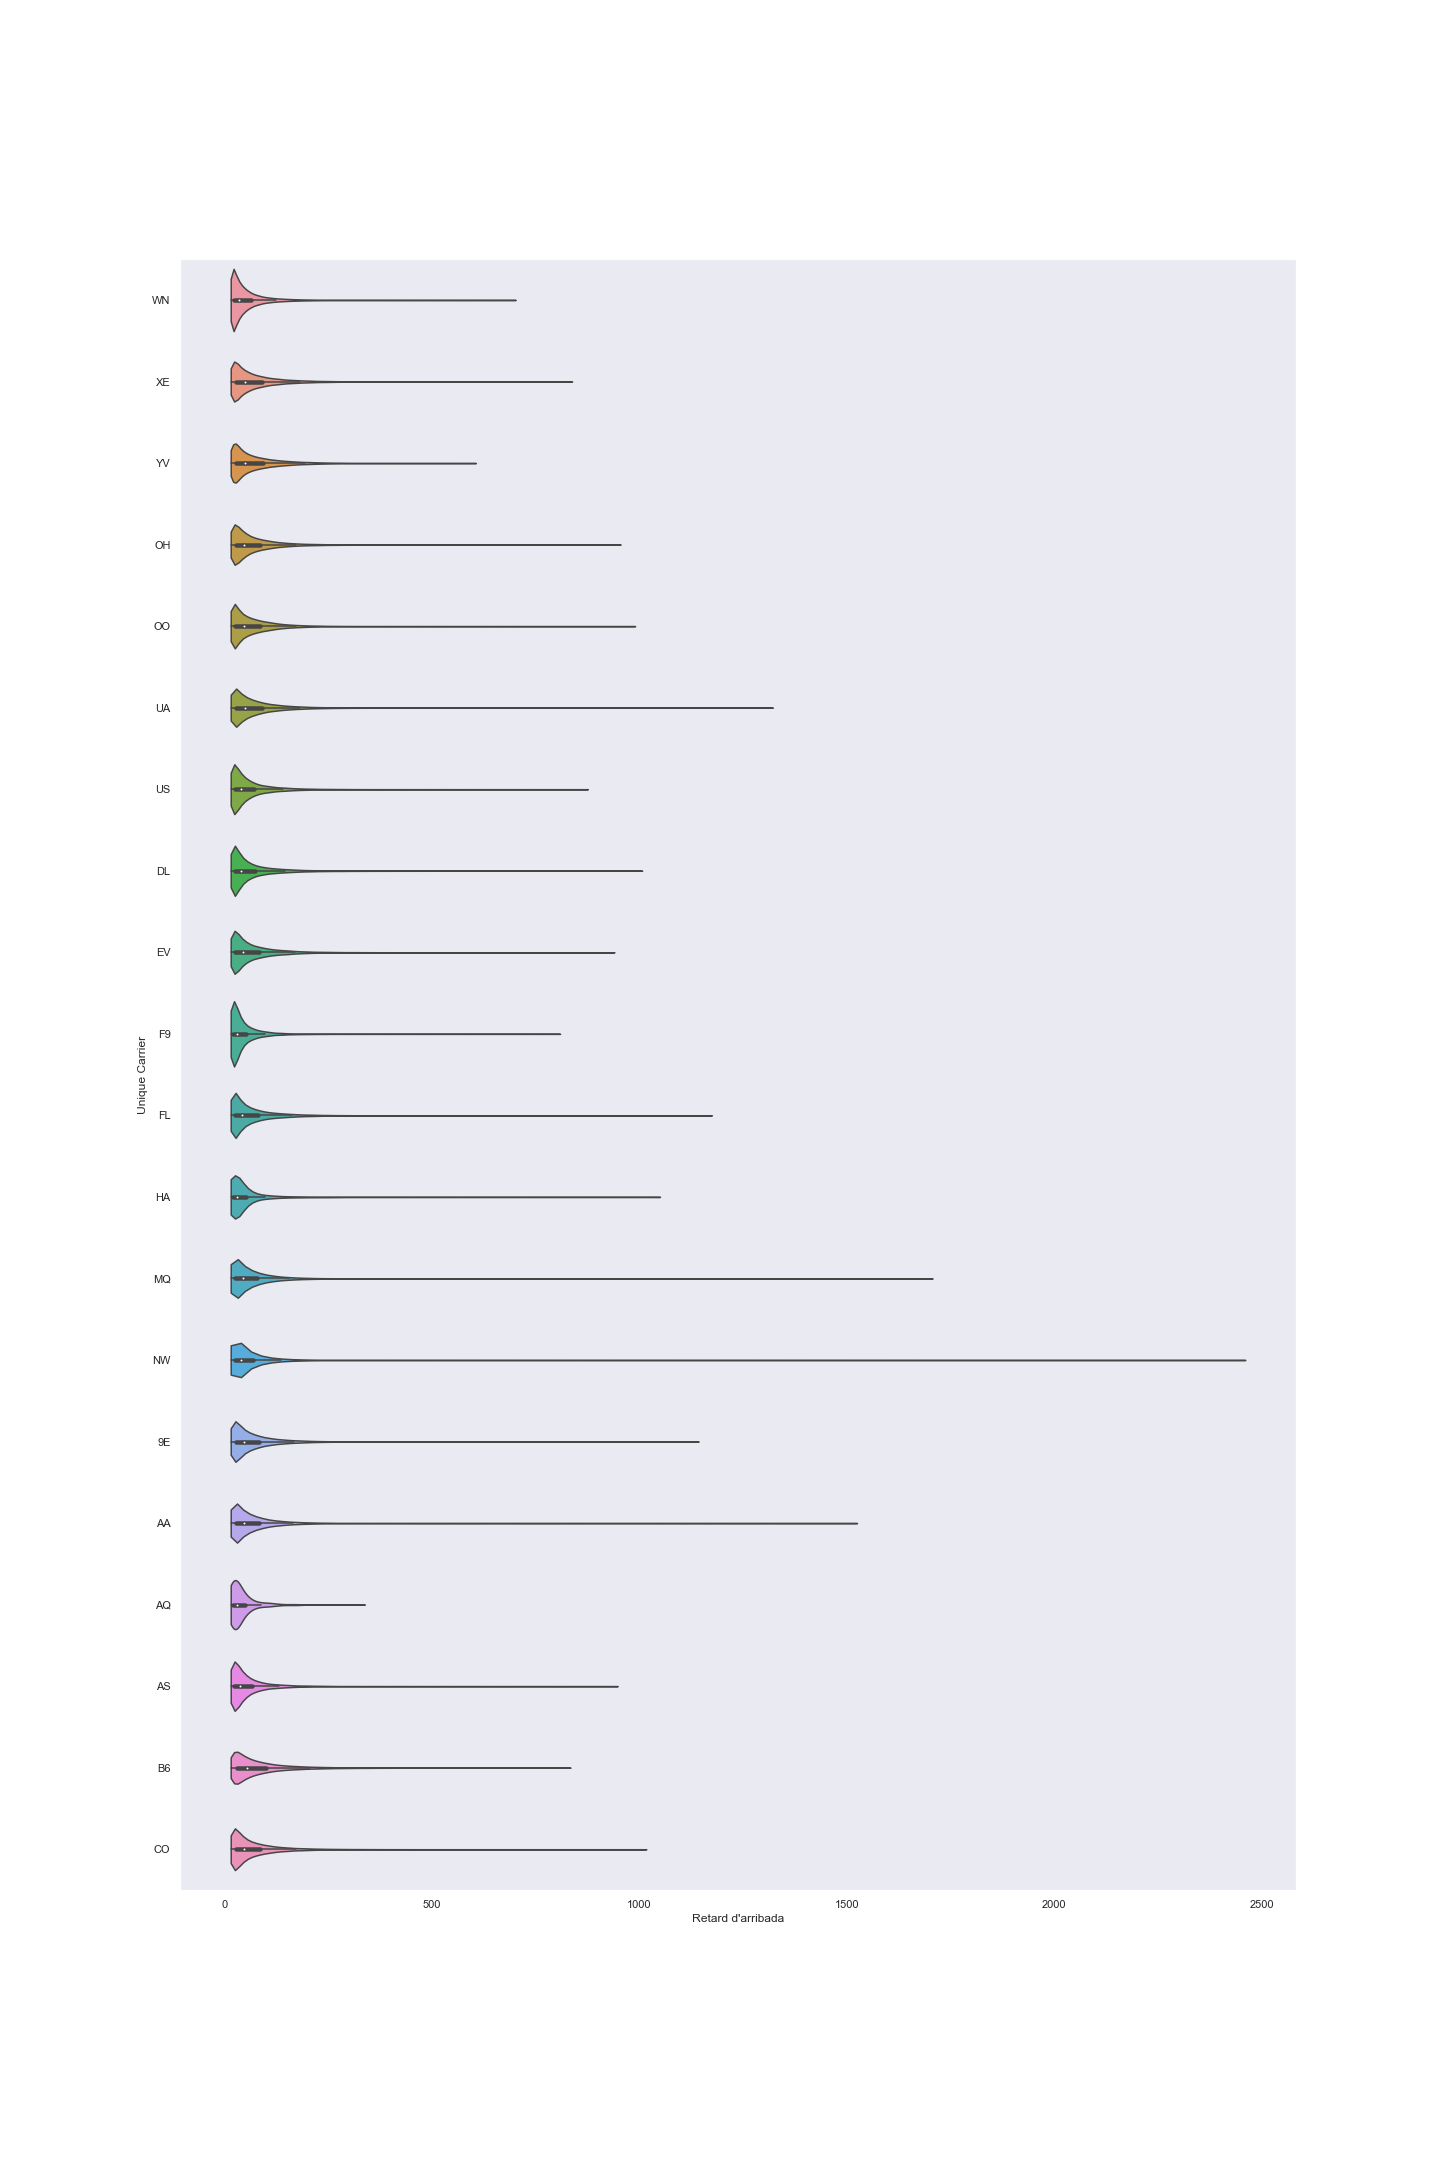 WN
XE
YV
OH
OO
UA
US
DL
EV
F9
FL
HA
MQ
NW
9E
AA
AQ
AS
B6
CO
Unique Carrier
0 500 1000 1500 2000 2500
Retard d'arribada